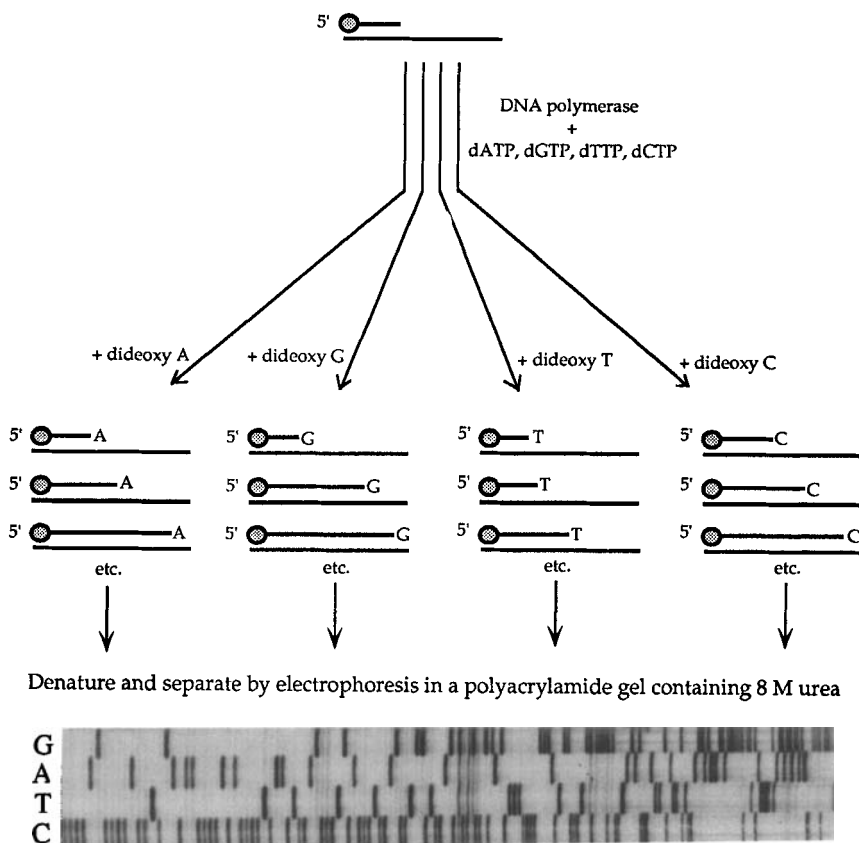 5'
DNA polymerase
+
dATP, dGTP, dTTP, dCTP
+ dideoxy A
+ dideoxy G
+ dideoxy T
+ dideoxy C
5' A
5' G
5' T
5' C
5' A
5' G
5' T
5' C
5' A
5' G
5' T
5' C
etc.
etc.
etc.
etc.
Denature and separate by electrophoresis in a polyacrylamide gel containing 8 M urea
G
A
T
C